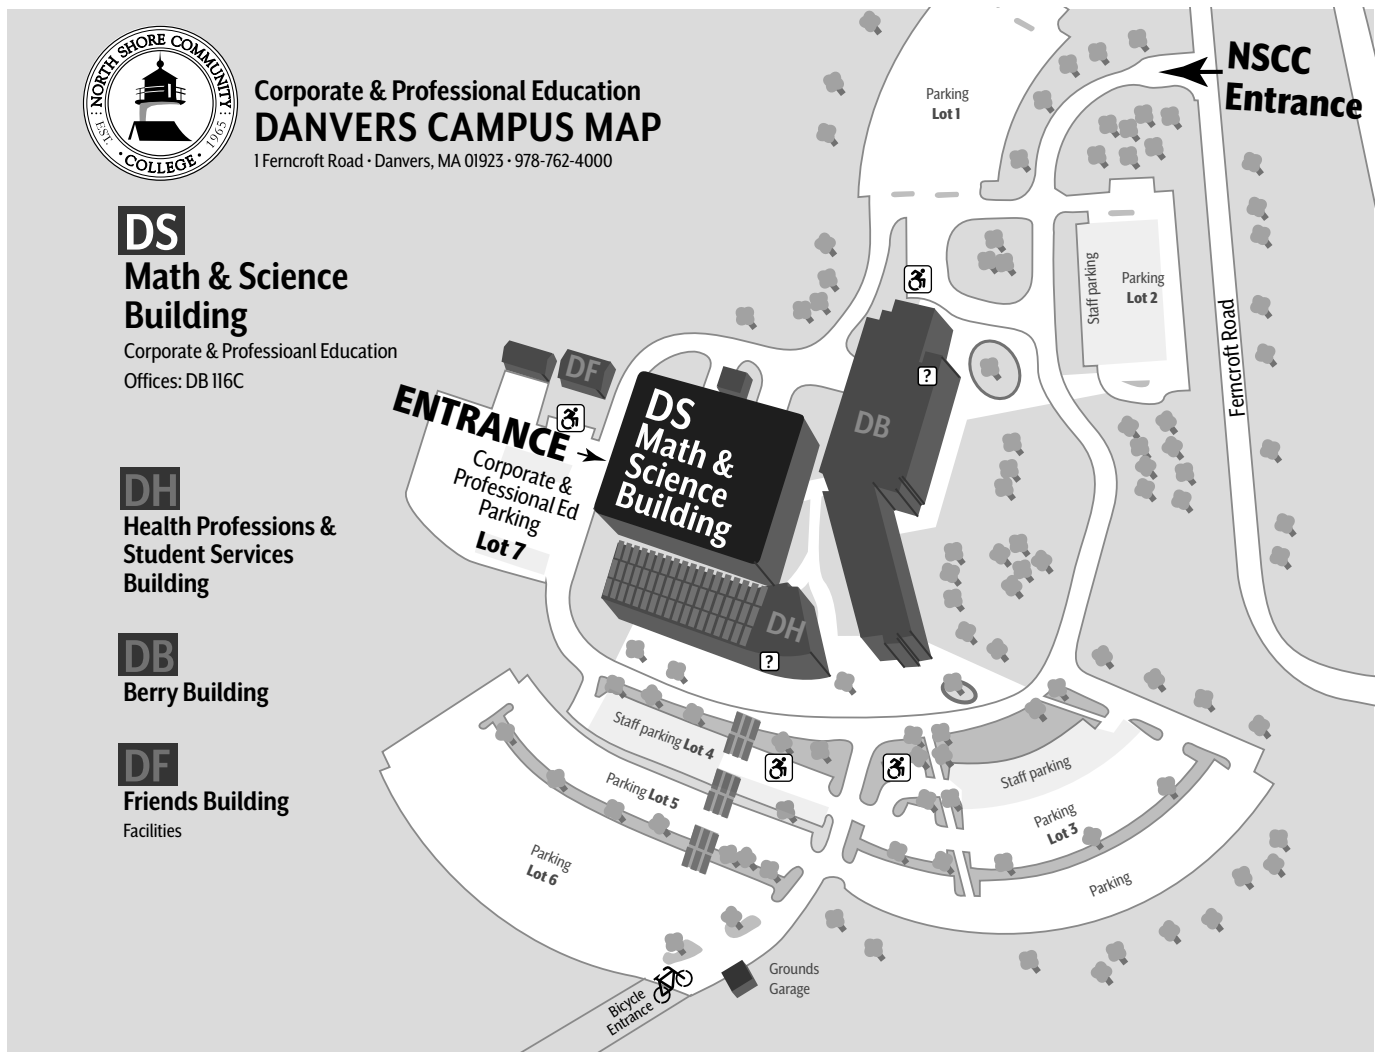 NORTH SHORE COMMUNITY
· COLLEGE ·
EST. 1965
Corporate & Professional Education
DANVERS CAMPUS MAP
1 Ferncroft Road · Danvers, MA 01923 · 978-762-4000
DS
Math & Science
Building
Corporate & Professioanl Education
Offices: DB 116C
DH
Health Professions &
Student Services
Building
DB
Berry Building
DF
Friends Building
Facilities
NSCC
Entrance
Parking
Lot 1
Staff parking
Parking
Lot 2
Ferncroft Road
DF
ENTRANCE
Corporate &
Professional Ed
Parking
Lot 7
DS
Math &
Science
Building
DB
?
DH
?
Staff parking Lot 4
Parking Lot 5
Parking
Lot 6
Staff parking
Parking
Lot 3
Parking
Grounds
Garage
Bicycle
Entrance